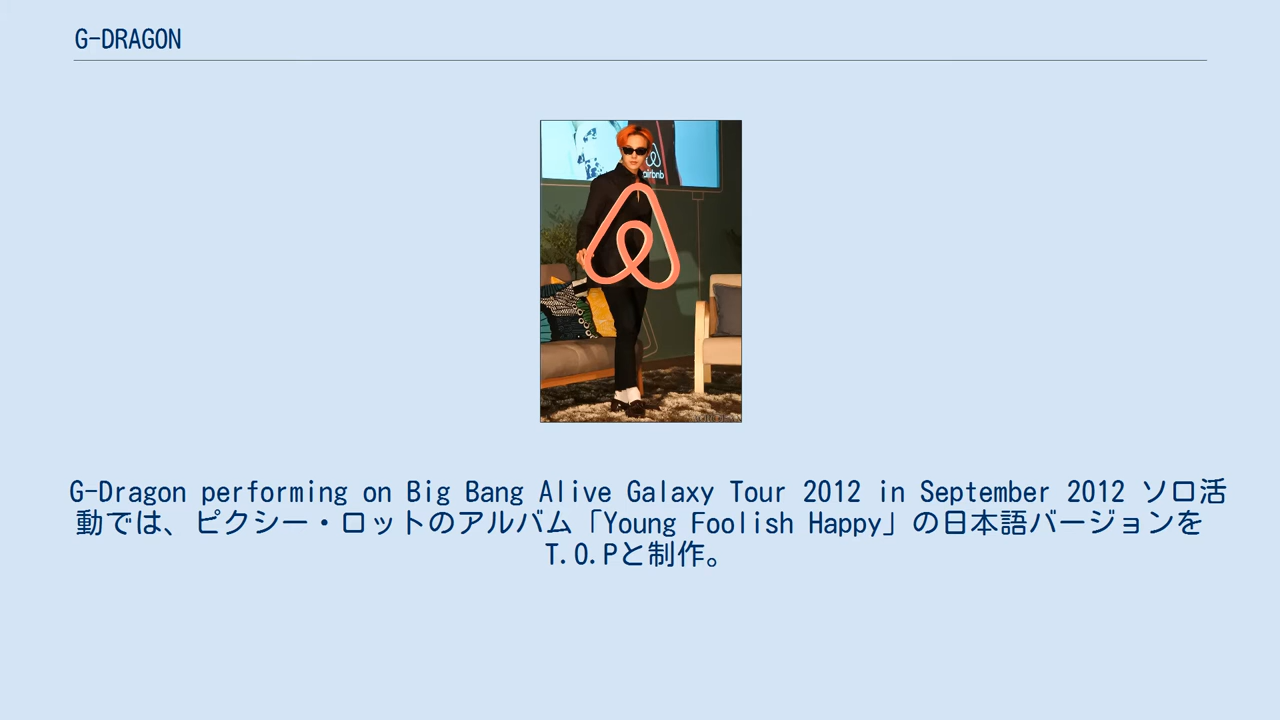 G-DRAGON
airbnb
G-Dragon performing on Big Bang Alive Galaxy Tour 2012 in September 2012 ソロ活
動では、ピクシー・ロットのアルバム「Young Foolish Happy」の日本語バージョンを
T.O.Pと制作。